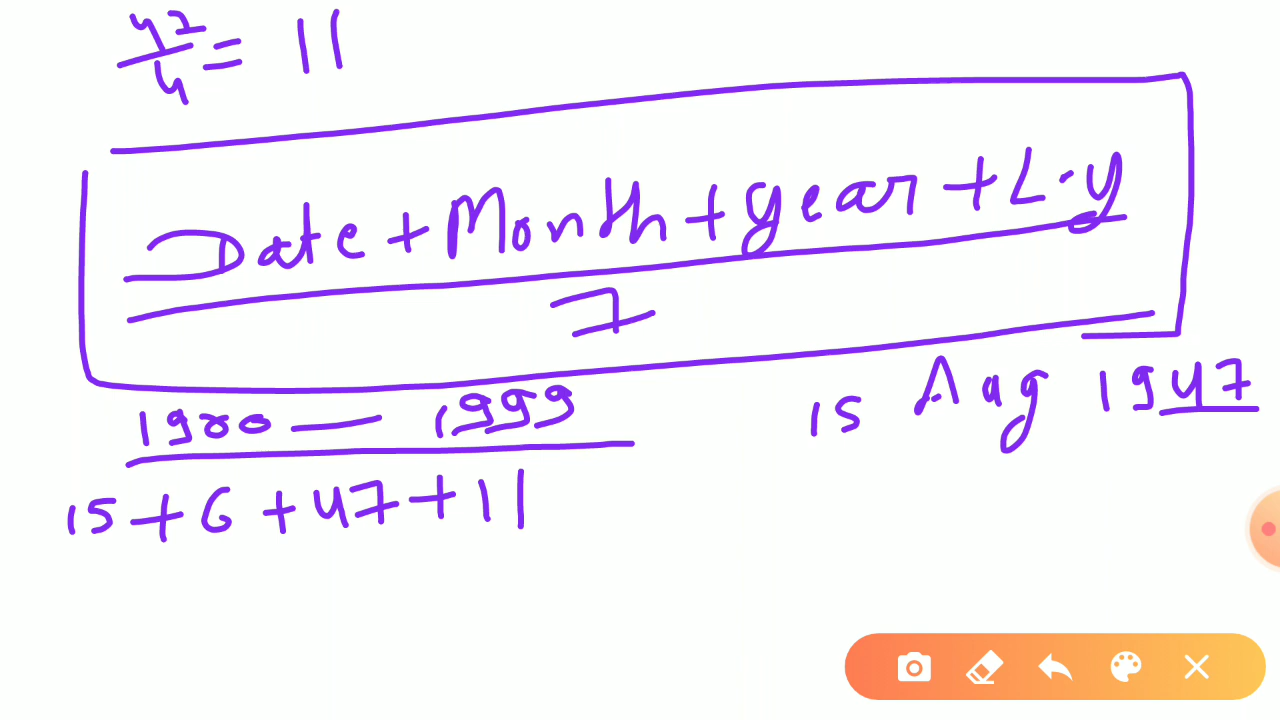 47/4 = 11
Date + Month + year + L.y
7
1900 — 1999
15 Aug 1947
15 + 6 + 47 + 11